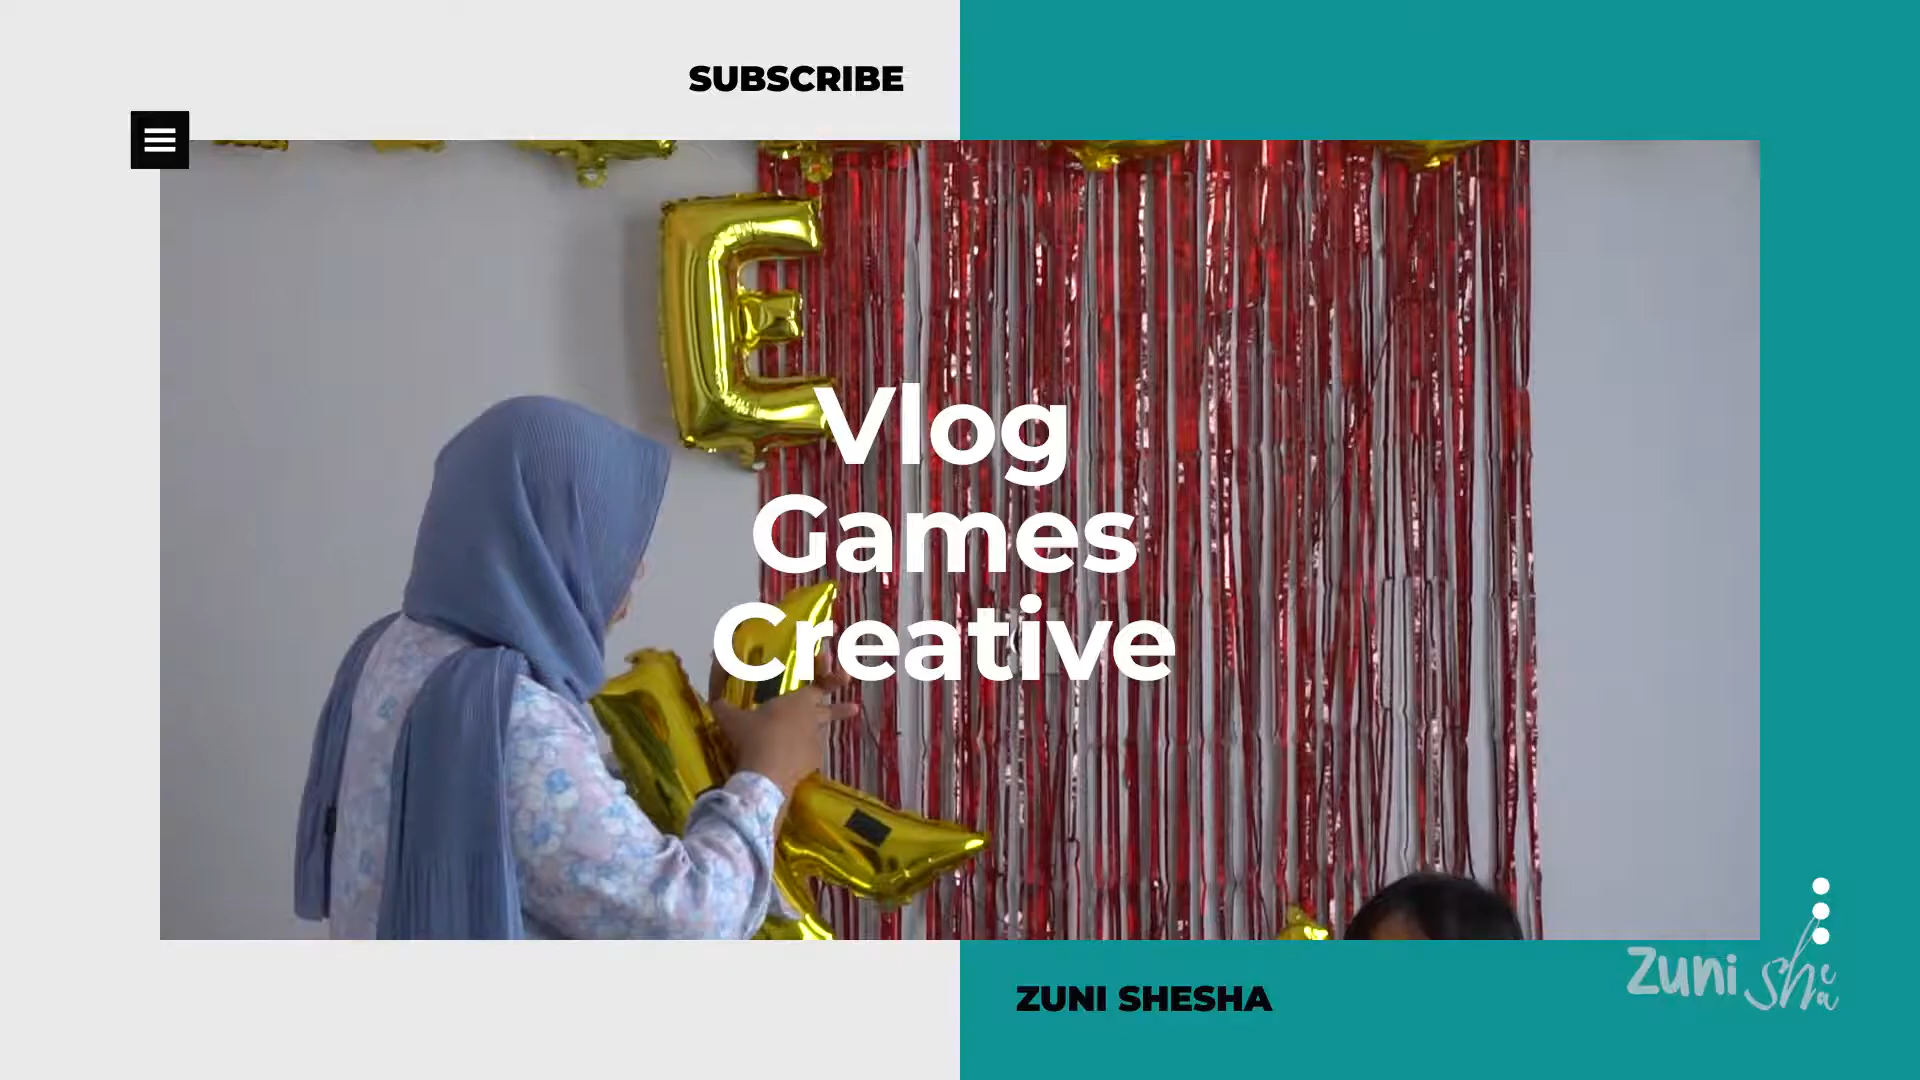 SUBSCRIBE
E
Vlog
Games
Creative
ZUNI SHESHA
Zuni Shesha